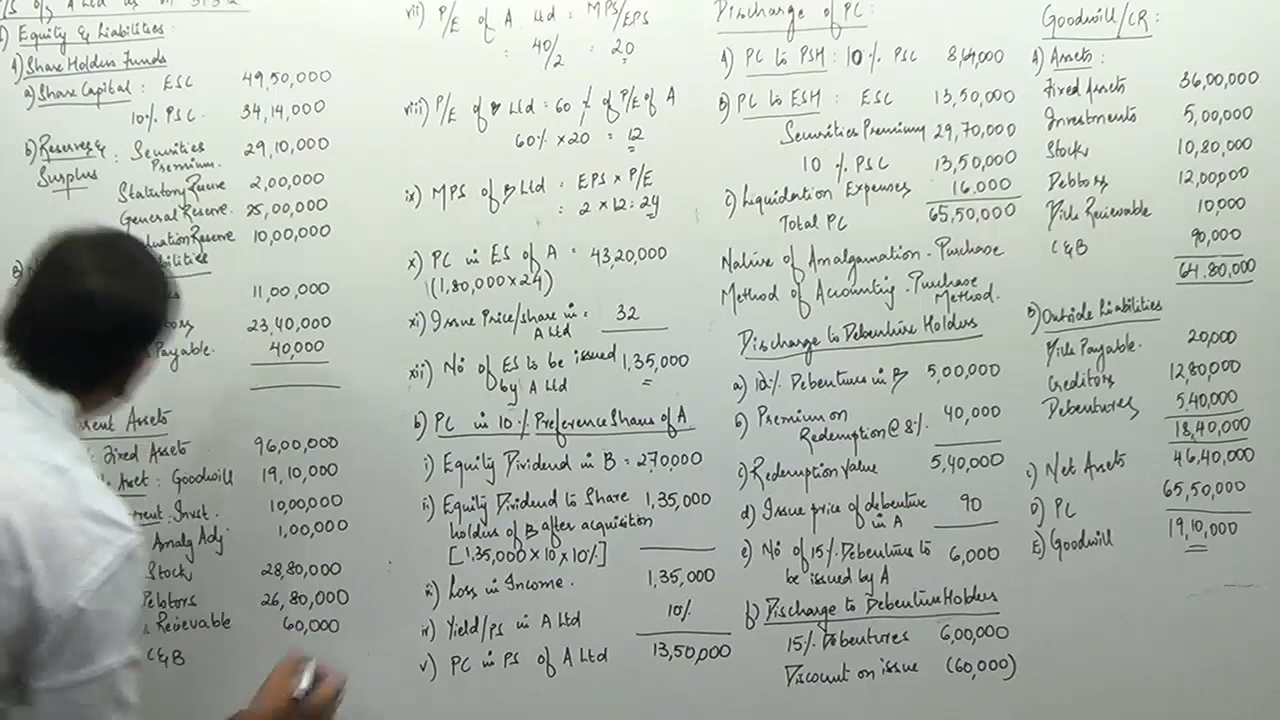 of A Ltd as on
Equity & Liabilities :
A) Share Holders Funds
a) Share Capital : ESC 49,50,000
10% PSC. 34,14,000
b) Reserves & Surplus : Securities Premium. 29,10,000
Statutory Reserve 2,00,000
General Reserve. 25,00,000
Reserve 10,00,000
11,00,000
23,40,000
Payable. 40,000
Assets
Fixed Assets 96,00,000
Asset : Goodwill 19,10,000
Invst. 10,00,000
Amalg Adj 1,00,000
Stock 28,80,000
26,80,000
Receivable 60,000
C&B
vii) P/E of A Ltd = MPS/EPS
: 40/2 : 20
viii) P/E of B Ltd = 60% of P/E of A
60% × 20 = 12
ix) MPS of B Ltd = EPS × P/E
: 2 × 12 = 24
x) PC in ES of A = 43,20,000
(1,80,000 × 24)
xi) Issue Price/share in A Ltd = 32
xii) No of ES to be issued by A Ltd 1,35,000
b) PC in 10% Preference Shares of A
i) Equity Dividend in B = 270,000
ii) Equity Dividend to Share 1,35,000
holders of B after acquisition
[1,35,000 × 10 × 10%]
iii) Loss in Income. 1,35,000
iv) Yield/ps in A Ltd 10%
v) PC in PS of A Ltd 13,50,000
Discharge of PC :
A) PC to PSH : 10% PSC 8,64,000
B) PC to ESH : ESC 13,50,000
Securities Premium 29,70,000
10% PSC 13,50,000
c) Liquidation Expenses 16,000
Total PC 65,50,000
Nature of Amalgamation - Purchase
Method of Accounting - Purchase Method.
Discharge to Debenture Holders
a) 10% Debentures in B 5,00,000
b) Premium on Redemption @ 8%. 40,000
c) Redemption value 5,40,000
d) Issue price of debenture in A 90
e) No of 15% Debentures to be issued by A 6,000
f) Discharge to Debenture Holders
15% Debentures 6,00,000
Discount on issue (60,000)
Goodwill/CR :
A) Assets :
Fixed Assets 36,00,000
Investments 5,00,000
Stock 10,80,000
Debtors 12,00,000
Bills Receivable 10,000
C&B 90,000
64,80,000
B) Outside Liabilities
Bills Payable. 20,000
Creditors 12,80,000
Debentures 5,40,000
18,40,000
c) Net Assets 46,40,000
D) PC 65,50,000
E) Goodwill 19,10,000